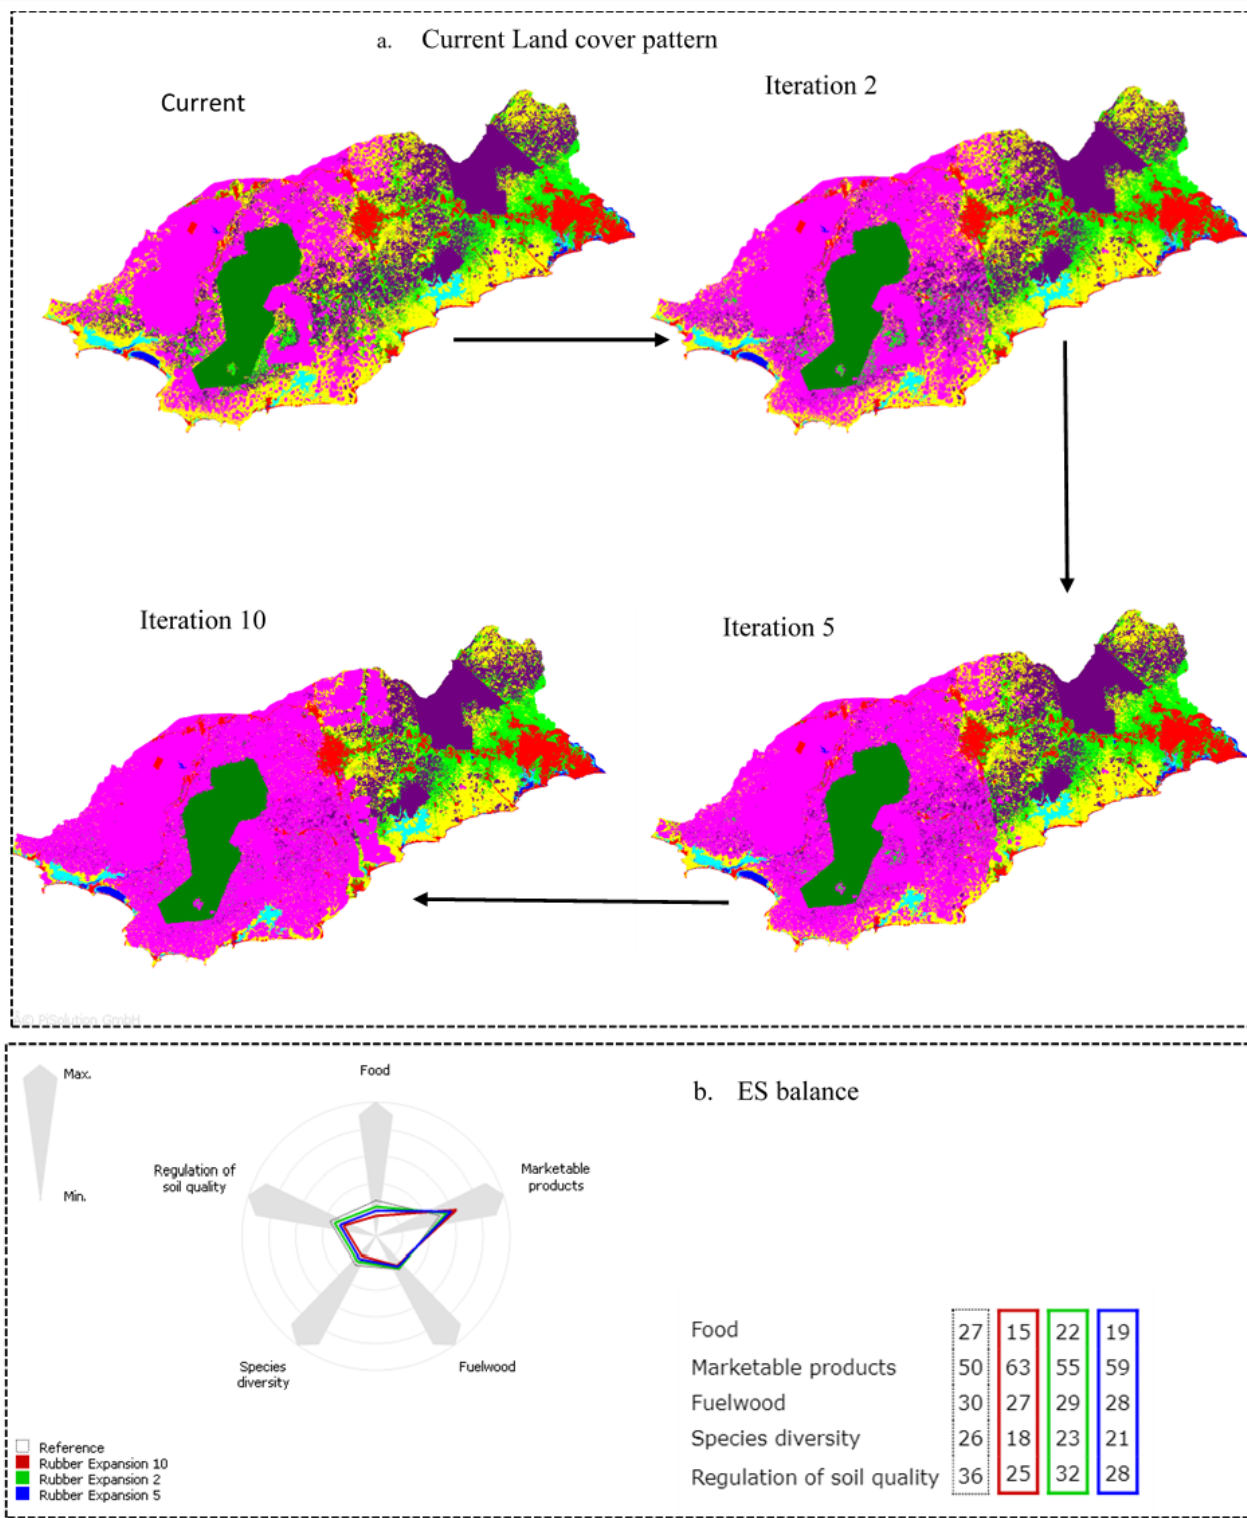 a. Current Land cover pattern
Current
Iteration 2
Iteration 10
Iteration 5
© PiSolution GmbH
Max.
Min.
Food
Marketable
products
Fuelwood
Species
diversity
Regulation of
soil quality
Reference
Rubber Expansion 10
Rubber Expansion 2
Rubber Expansion 5
b. ES balance
Food 27 15 22 19
Marketable products 50 63 55 59
Fuelwood 30 27 29 28
Species diversity 26 18 23 21
Regulation of soil quality 36 25 32 28